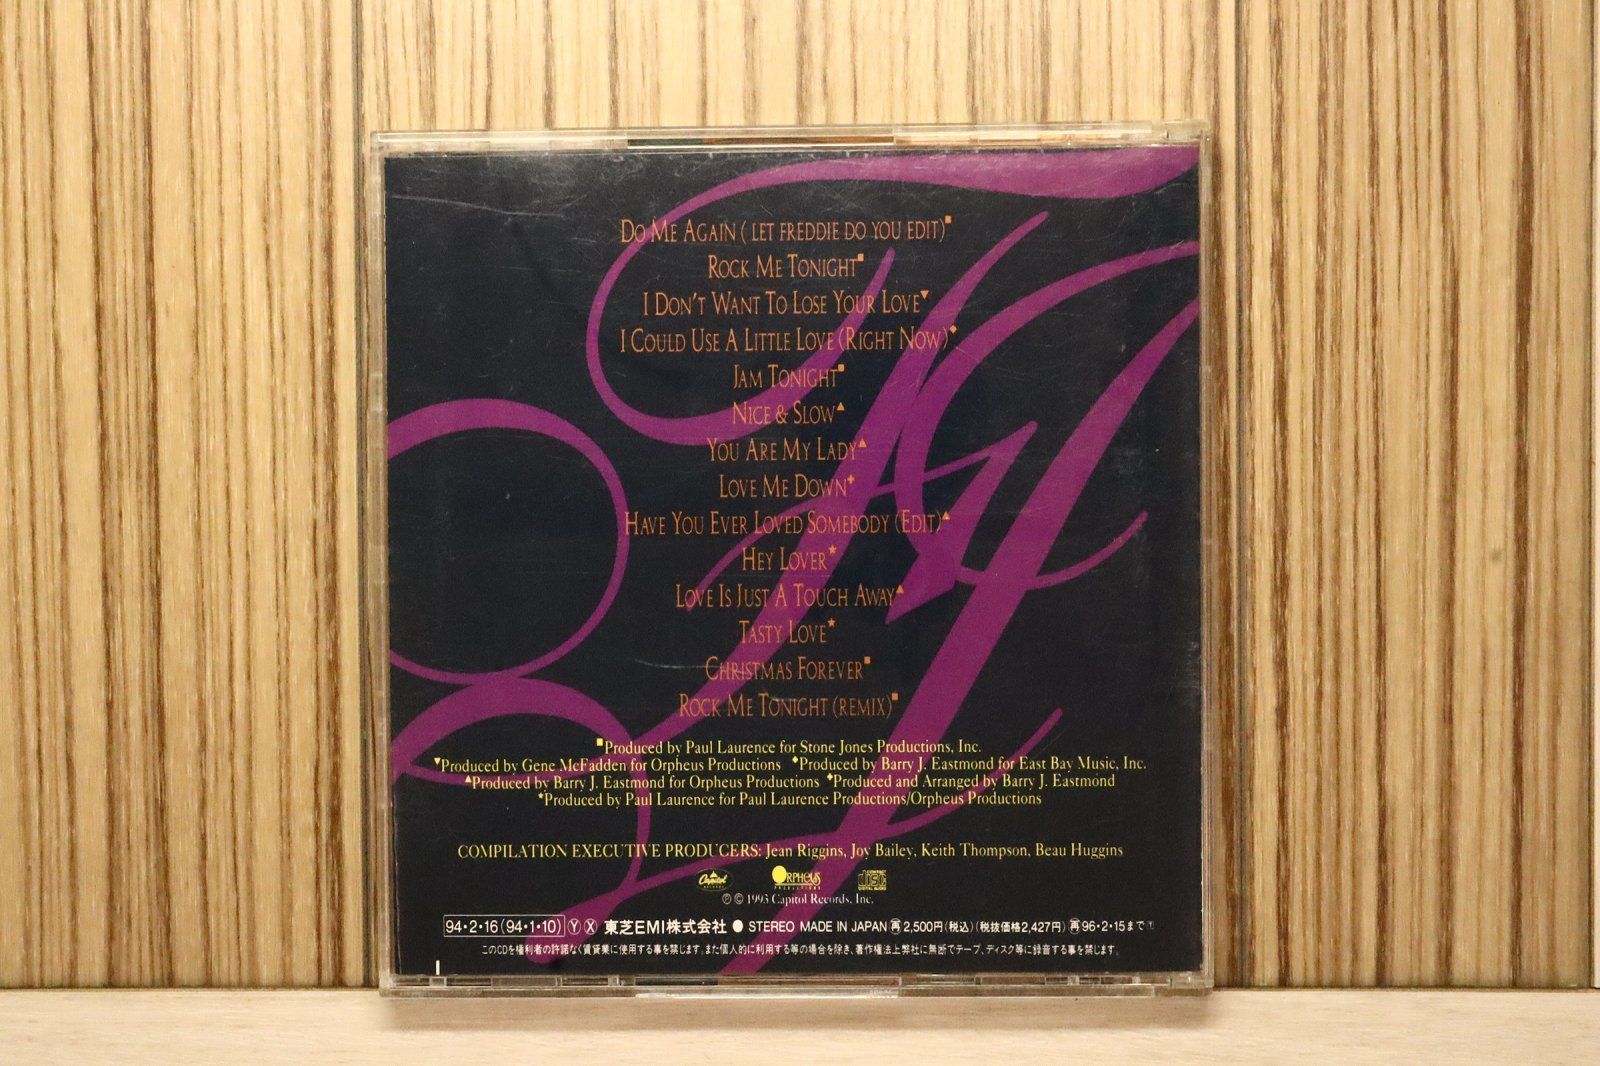 DO ME AGAIN ( LET FREDDIE DO YOU EDIT)■
ROCK ME TONIGHT■
I DON'T WANT TO LOSE YOUR LOVE▼
I COULD USE A LITTLE LOVE (RIGHT NOW)◆
JAM TONIGHT■
NICE & SLOW▲
YOU ARE MY LADY▲
LOVE ME DOWN✦
HAVE YOU EVER LOVED SOMEBODY (EDIT)▲
HEY LOVER★
LOVE IS JUST A TOUCH AWAY▲
TASTY LOVE★
CHRISTMAS FOREVER■
ROCK ME TONIGHT (REMIX)■
■Produced by Paul Laurence for Stone Jones Productions, Inc.
▼Produced by Gene McFadden for Orpheus Productions ◆Produced by Barry J. Eastmond for East Bay Music, Inc.
▲Produced by Barry J. Eastmond for Orpheus Productions ✦Produced and Arranged by Barry J. Eastmond
★Produced by Paul Laurence for Paul Laurence Productions/Orpheus Productions
COMPILATION EXECUTIVE PRODUCERS: Jean Riggins, Joy Bailey, Keith Thompson, Beau Huggins
Capitol RECORDS ORPHEUS PRODUCTIONS COMPACT disc DIGITAL AUDIO
℗ © 1993 Capitol Records, Inc.
94・2・16(94・1・10) Ⓨ Ⓧ 東芝EMI株式会社 ● STEREO MADE IN JAPAN 再 2,500円(税込)(税抜価格2,427円) 再 96・2・15まで
このCDを権利者の許諾なく賃貸業に使用する事を禁じます。また個人的に利用する等の場合を除き、著作権法上弊社に無断でテープ、ディスク等に録音する事を禁じます。